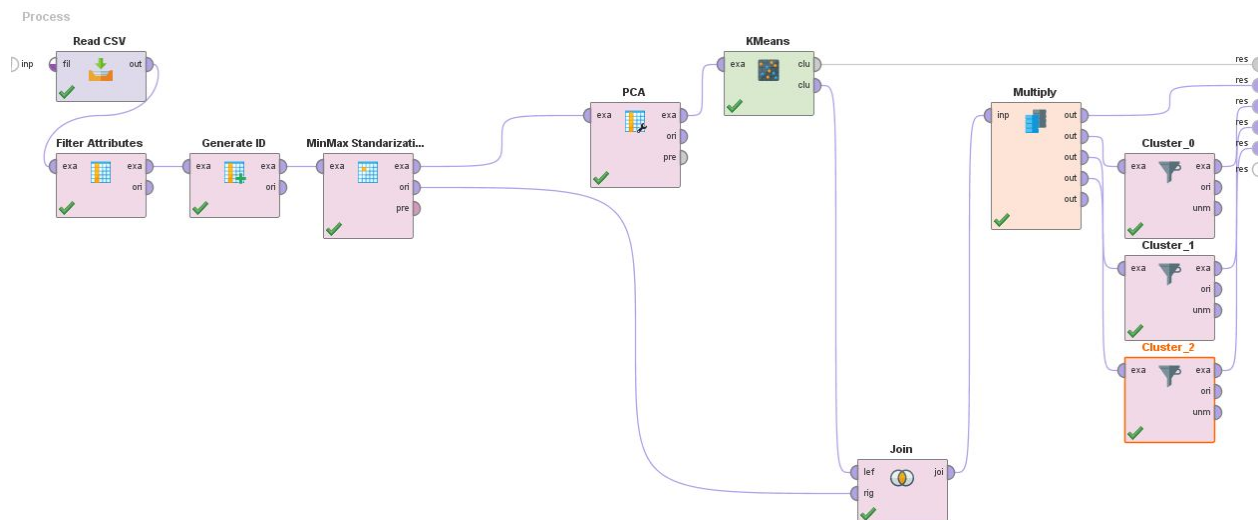 Process
Read CSV
inp
fil
out
Filter Attributes
exa
exa
ori
Generate ID
exa
exa
ori
MinMax Standarizati...
exa
exa
ori
pre
PCA
exa
exa
ori
pre
KMeans
exa
clu
clu
Join
lef
joi
rig
Multiply
inp
out
out
out
out
out
Cluster_0
exa
exa
ori
unm
Cluster_1
exa
exa
ori
unm
Cluster_2
exa
exa
ori
unm
res
res
res
res
res
res